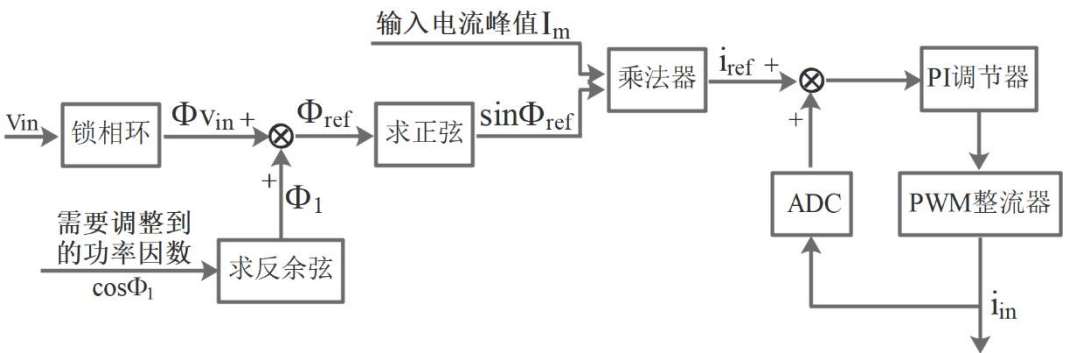 输入电流峰值Iₘ
Vin
锁相环
Φvᵢₙ +
Φref
求正弦
sinΦref
乘法器
iref +
PI调节器
+
Φ₁
+
ADC
PWM整流器
需要调整到
的功率因数
cosΦ₁
求反余弦
iᵢₙ